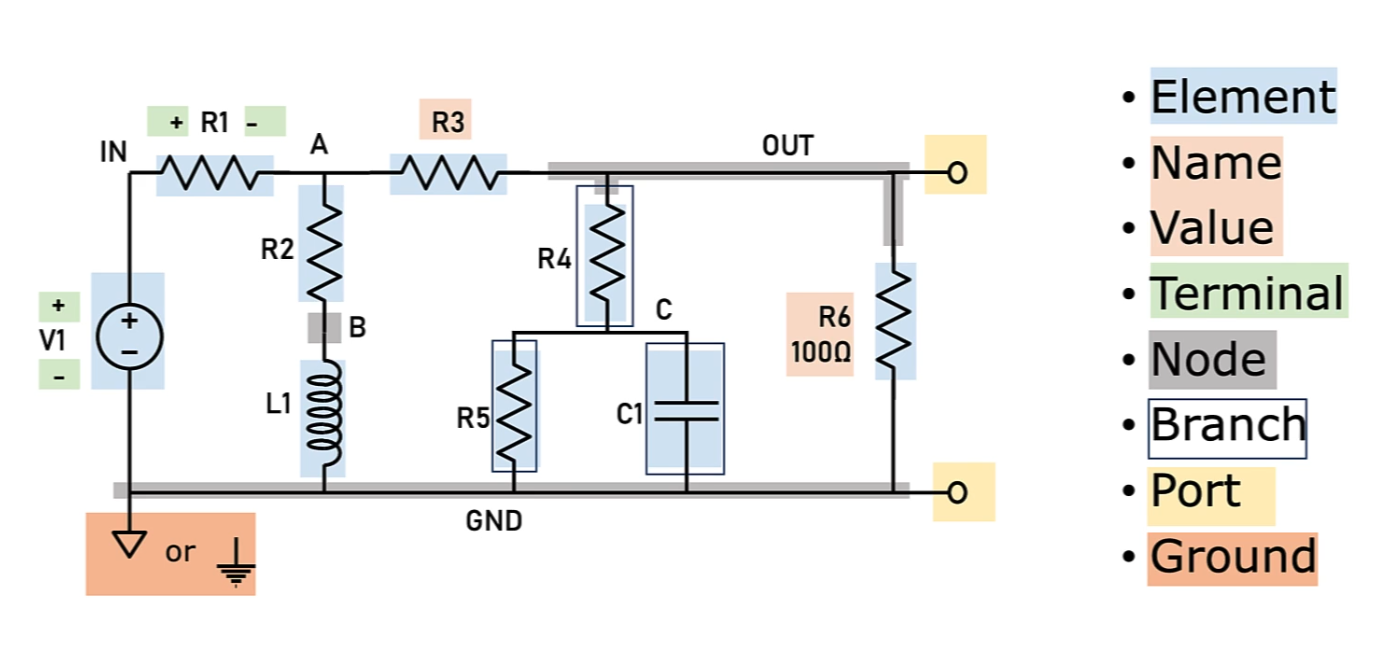 + R1 -
R3
IN
A
OUT
R2
R4
+
V1
-
+
-
B
C
R6
100Ω
L1
R5
C1
GND
or
• Element
• Name
• Value
• Terminal
• Node
• Branch
• Port
• Ground